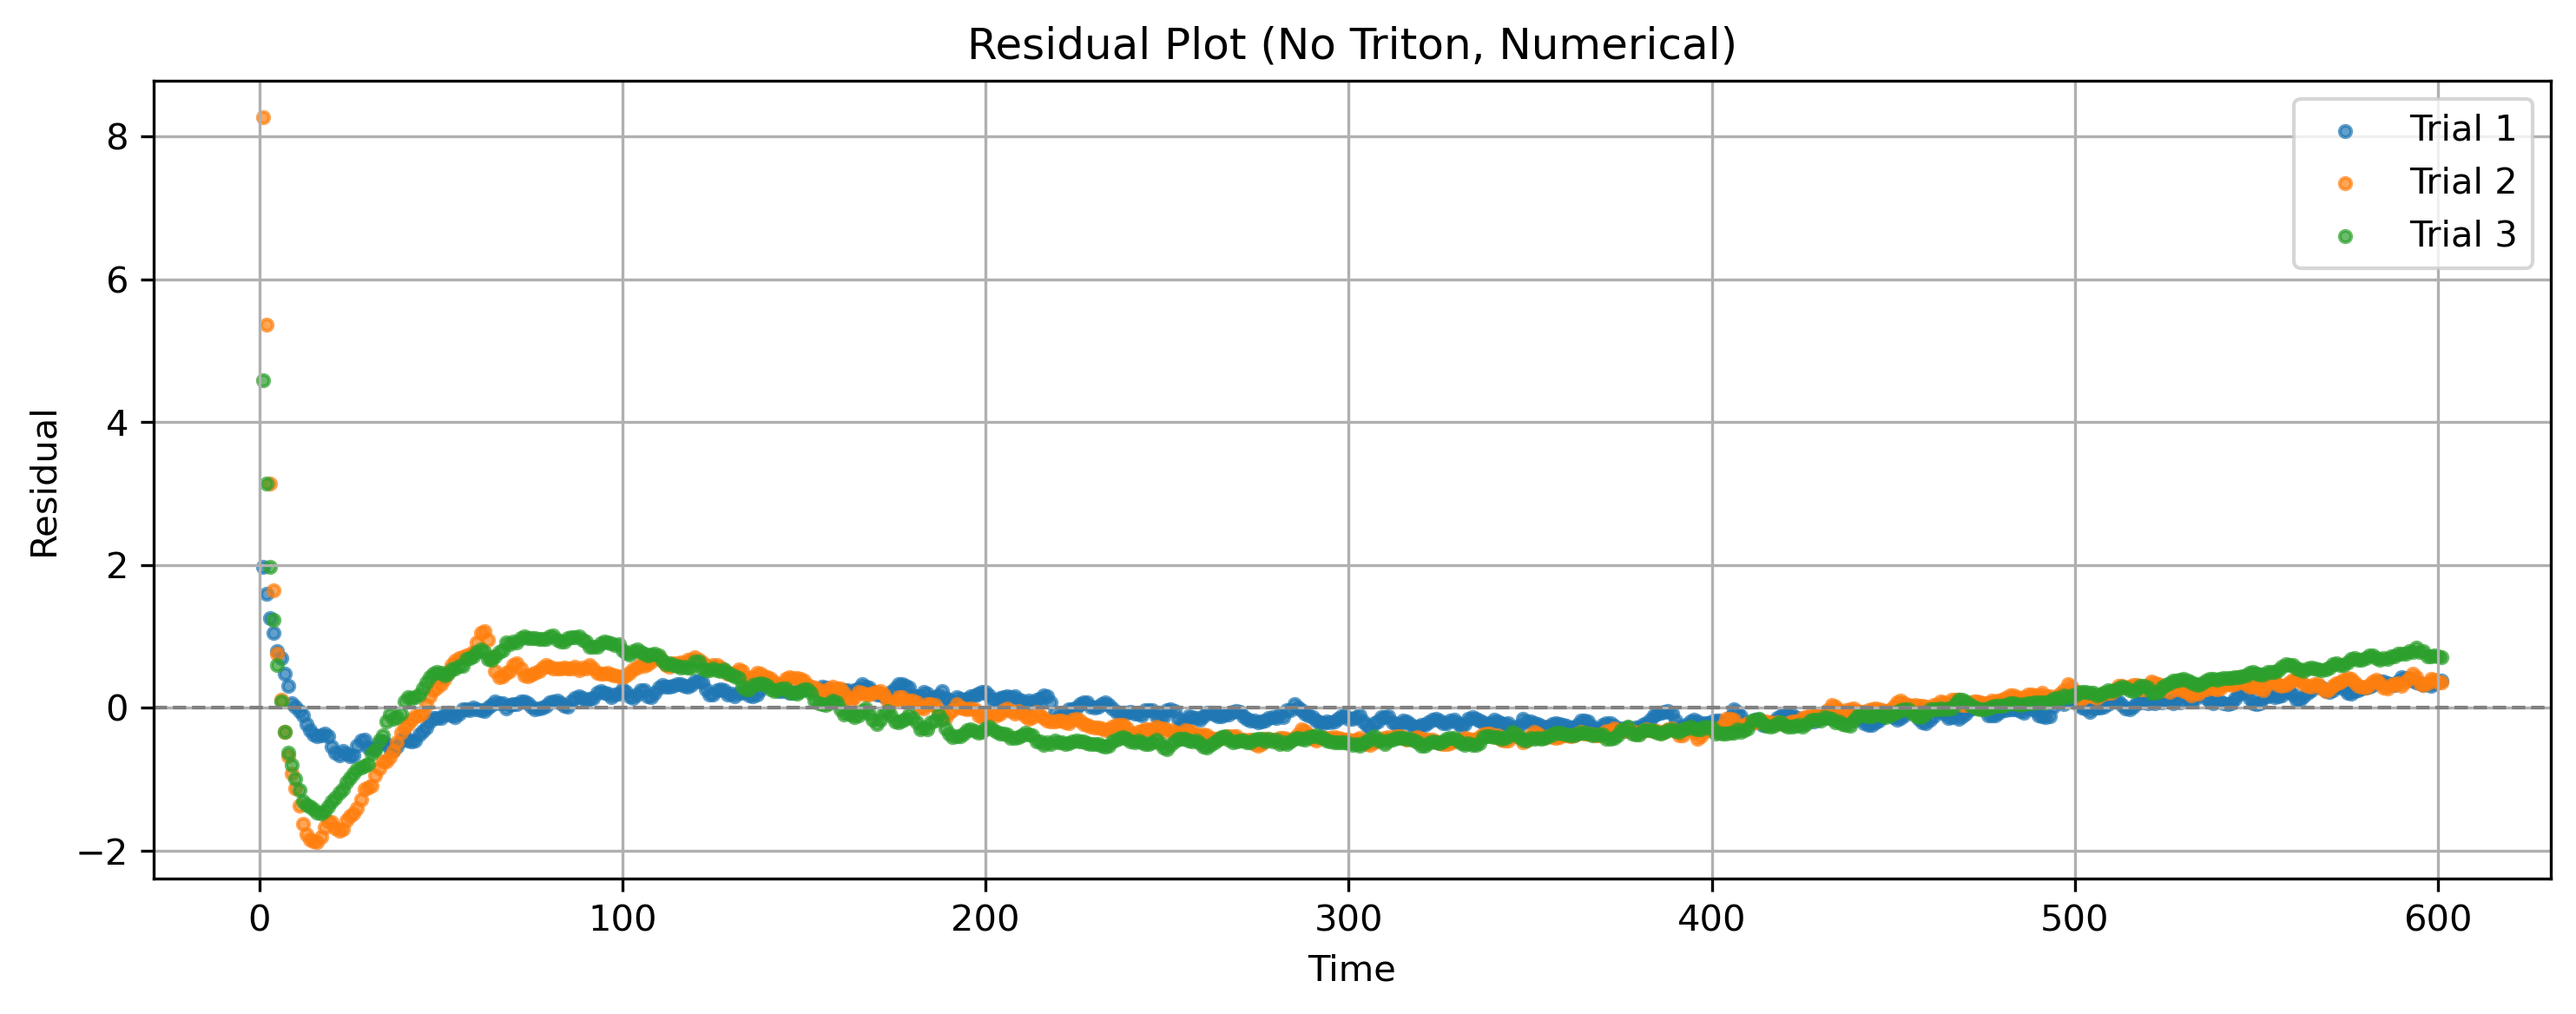 Residual Plot (No Triton, Numerical)
Trial 1
Trial 2
Trial 3
Residual
8
6
4
2
0
−2
0 100 200 300 400 500 600
Time